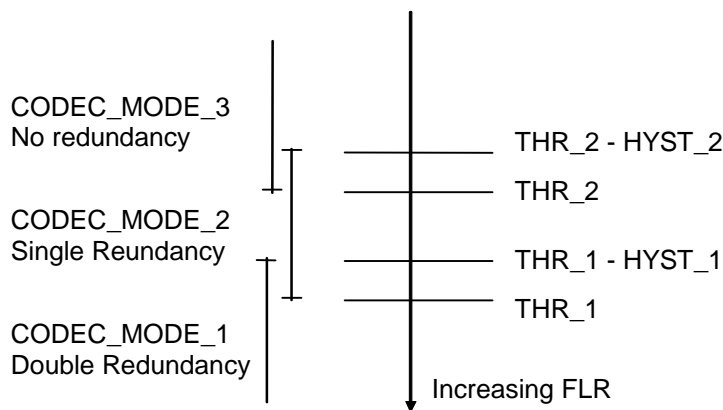 CODEC_MODE_3
No redundancy
THR_2 - HYST_2
THR_2
CODEC_MODE_2
Single Reundancy
THR_1 - HYST_1
THR_1
CODEC_MODE_1
Double Redundancy
Increasing FLR